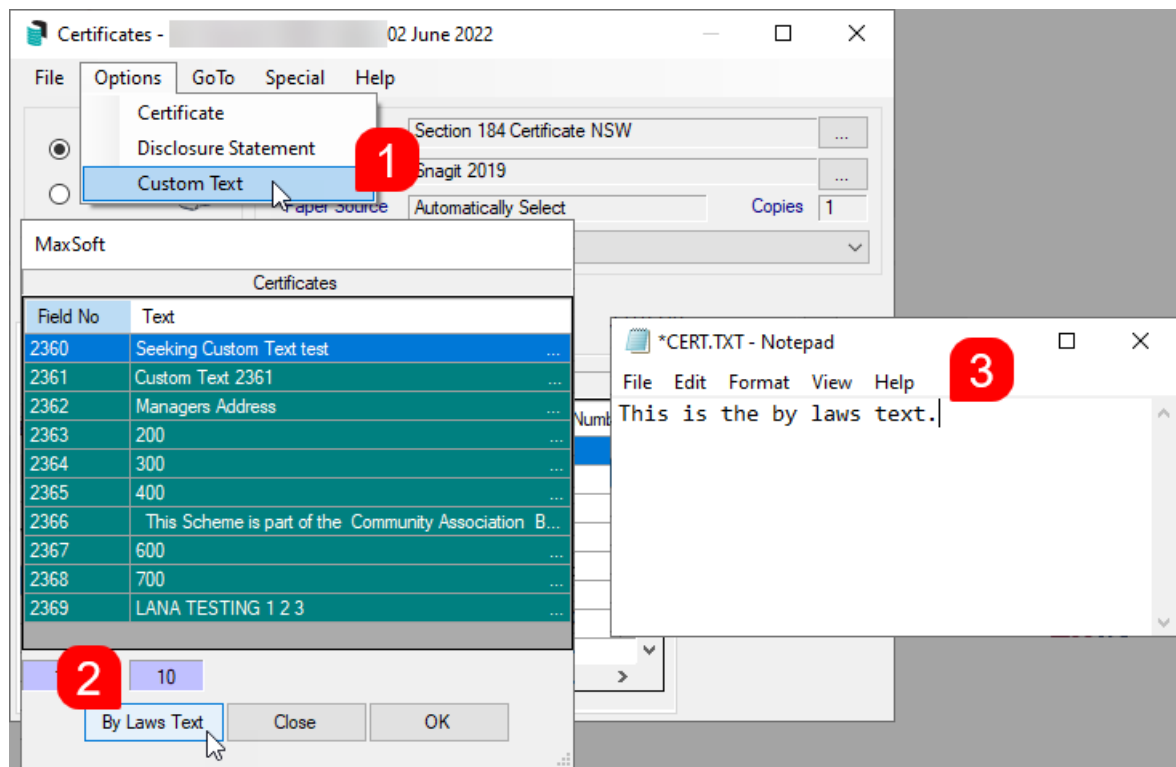 Certificates - 02 June 2022
File Options GoTo Special Help
Certificate
Disclosure Statement
Custom Text
1
Section 184 Certificate NSW ...
Snagit 2019 ...
Paper Source Automatically Select Copies 1
MaxSoft
Certificates
Field No Text
2360 Seeking Custom Text test ...
2361 Custom Text 2361 ...
2362 Managers Address ...
2363 200 ...
2364 300 ...
2365 400 ...
2366 This Scheme is part of the Community Association B...
2367 600 ...
2368 700 ...
2369 LANA TESTING 1 2 3 ...
2
10
By Laws Text Close OK
*CERT.TXT - Notepad
3
File Edit Format View Help
This is the by laws text.